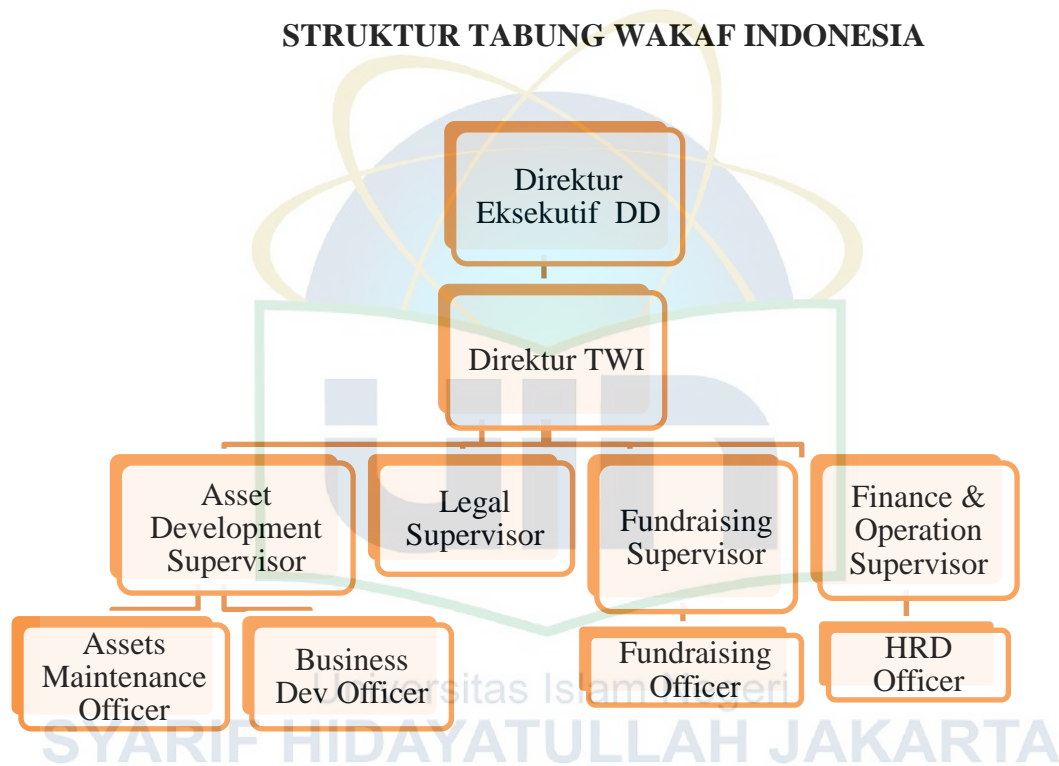 STRUKTUR TABUNG WAKAF INDONESIA
Direktur
Eksekutif DD
Direktur TWI
Asset
Development
Supervisor
Legal
Supervisor
Fundraising
Supervisor
Finance &
Operation
Supervisor
Assets
Maintenance
Officer
Business
Dev Officer
Fundraising
Officer
HRD
Officer
uin
Universitas Islam Negeri
SYARIF HIDAYATULLAH JAKARTA